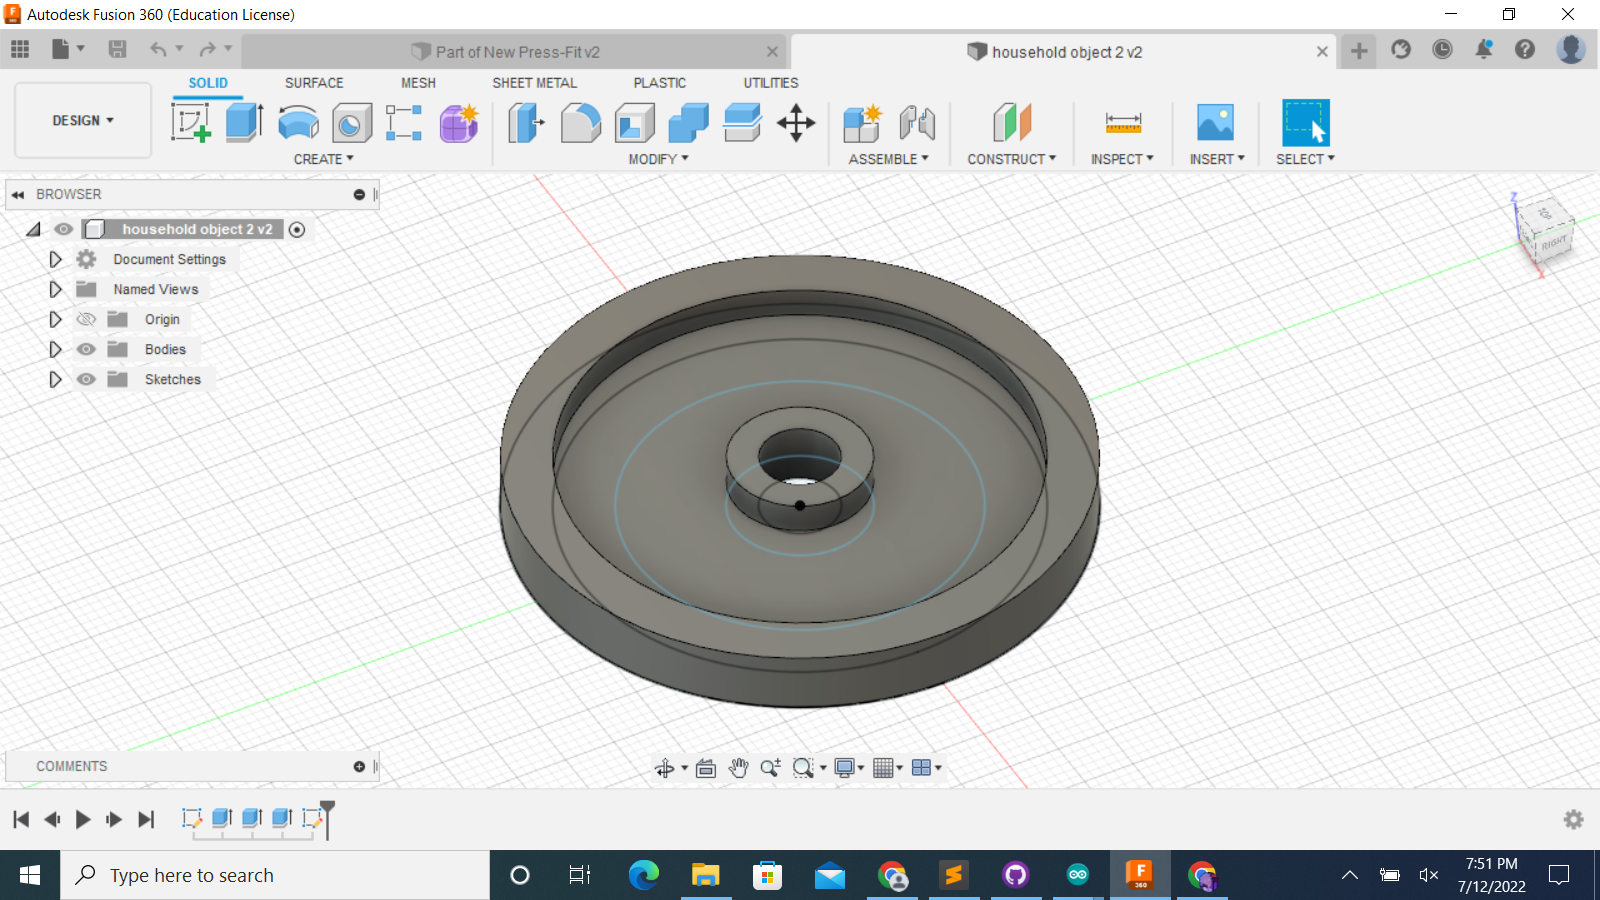 Autodesk Fusion 360 (Education License)
Part of New Press-Fit v2
household object 2 v2
DESIGN
SOLID
SURFACE
MESH
SHEET METAL
PLASTIC
UTILITIES
CREATE
MODIFY
ASSEMBLE
CONSTRUCT
INSPECT
INSERT
SELECT
BROWSER
household object 2 v2
Document Settings
Named Views
Origin
Bodies
Sketches
Z
TOP
RIGHT
X
COMMENTS
Type here to search
F
360
7:51 PM
7/12/2022